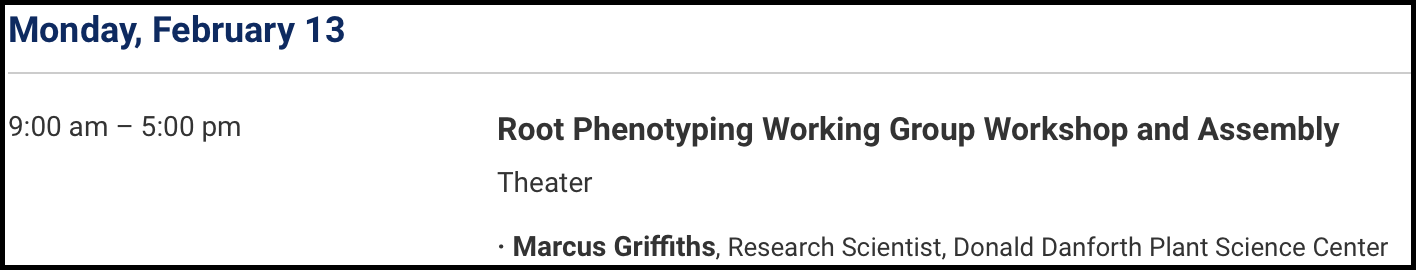 Monday, February 13
9:00 am – 5:00 pm
Root Phenotyping Working Group Workshop and Assembly
Theater
· Marcus Griffiths, Research Scientist, Donald Danforth Plant Science Center